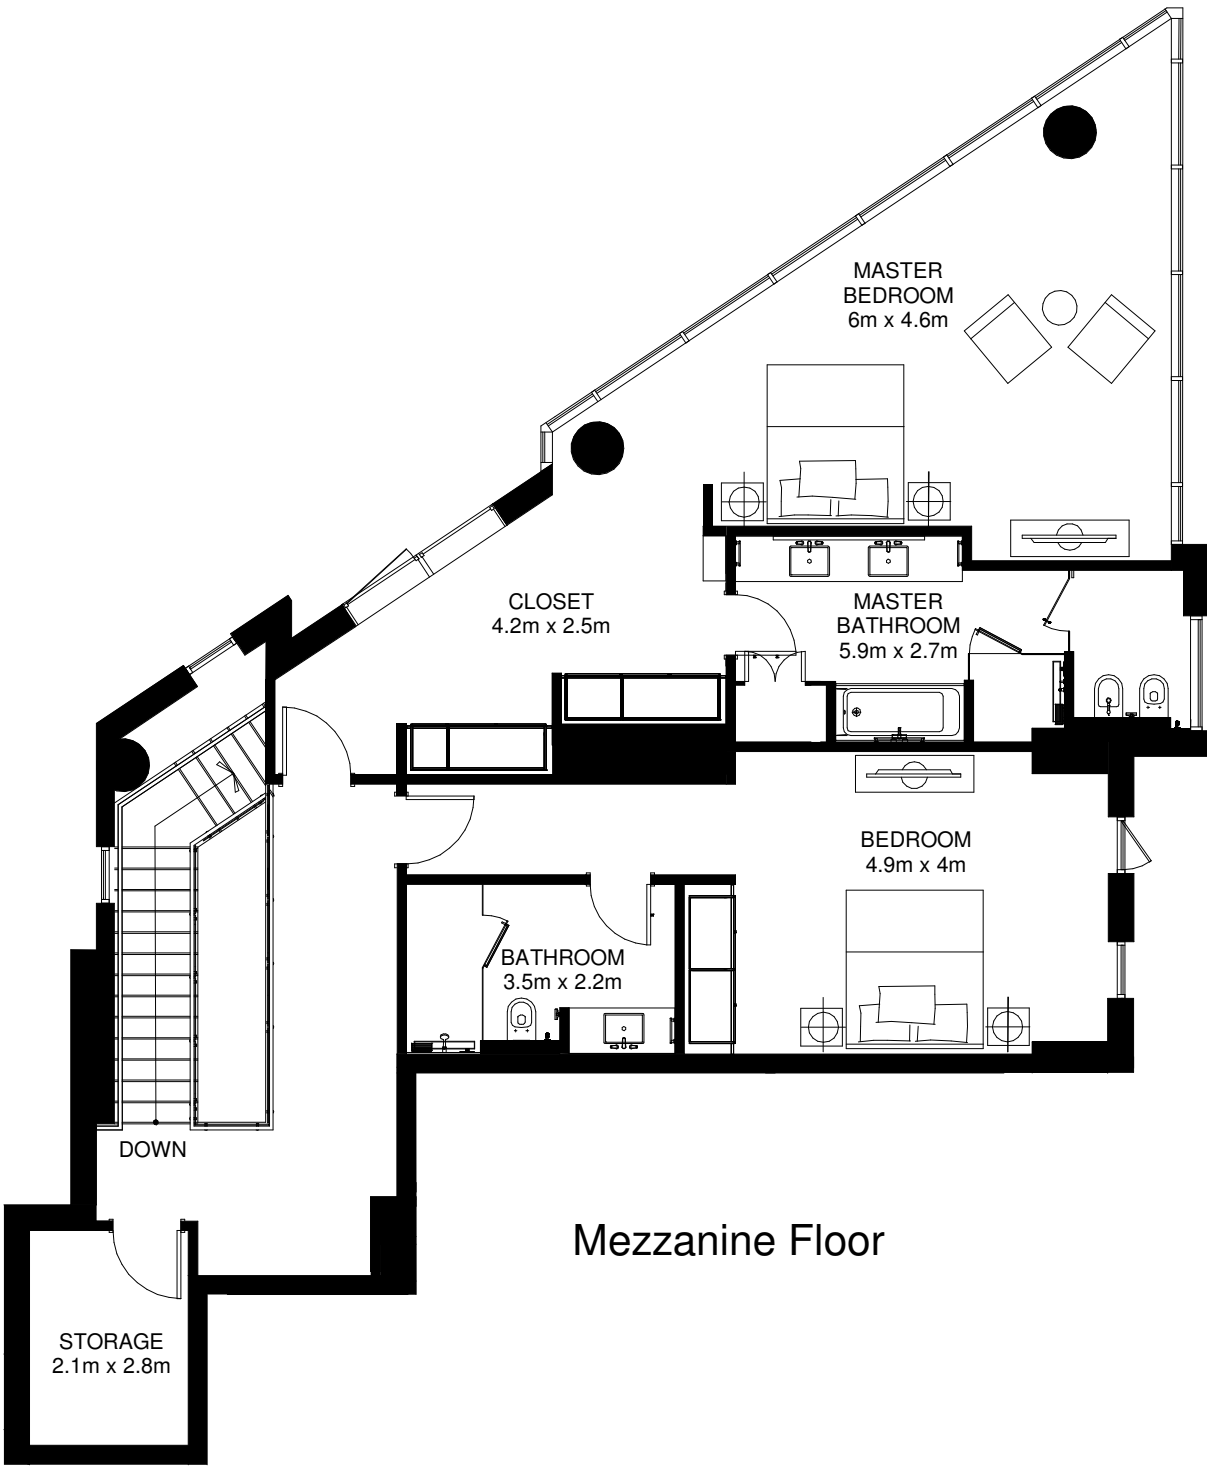 MASTER
BEDROOM
6m x 4.6m
CLOSET
4.2m x 2.5m
MASTER
BATHROOM
5.9m x 2.7m
BEDROOM
4.9m x 4m
BATHROOM
3.5m x 2.2m
DOWN
Mezzanine Floor
STORAGE
2.1m x 2.8m